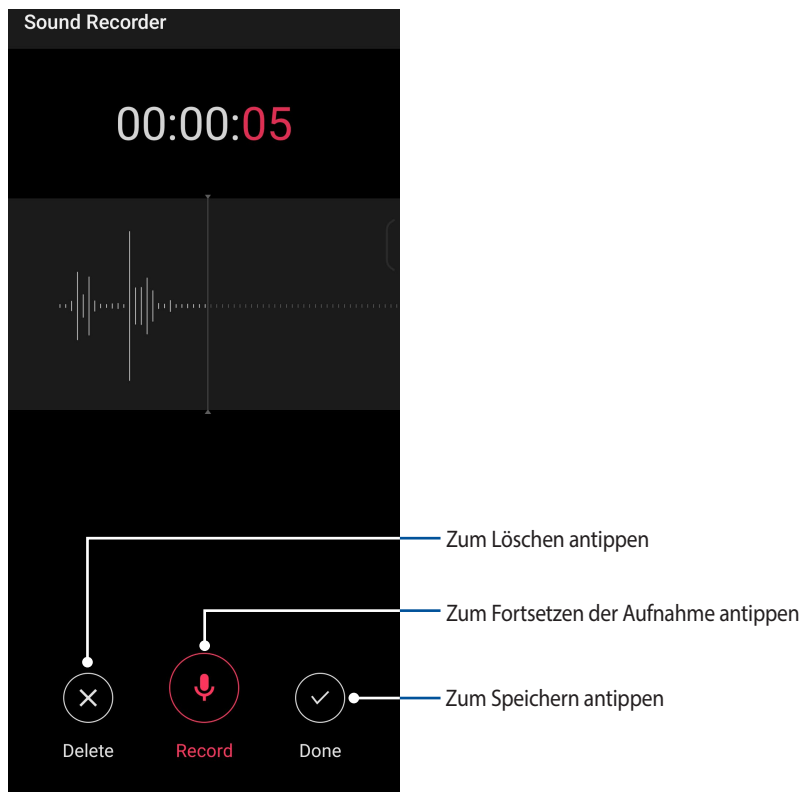 Sound Recorder
00:00:05
Zum Löschen antippen
Zum Fortsetzen der Aufnahme antippen
Zum Speichern antippen
Delete Record Done